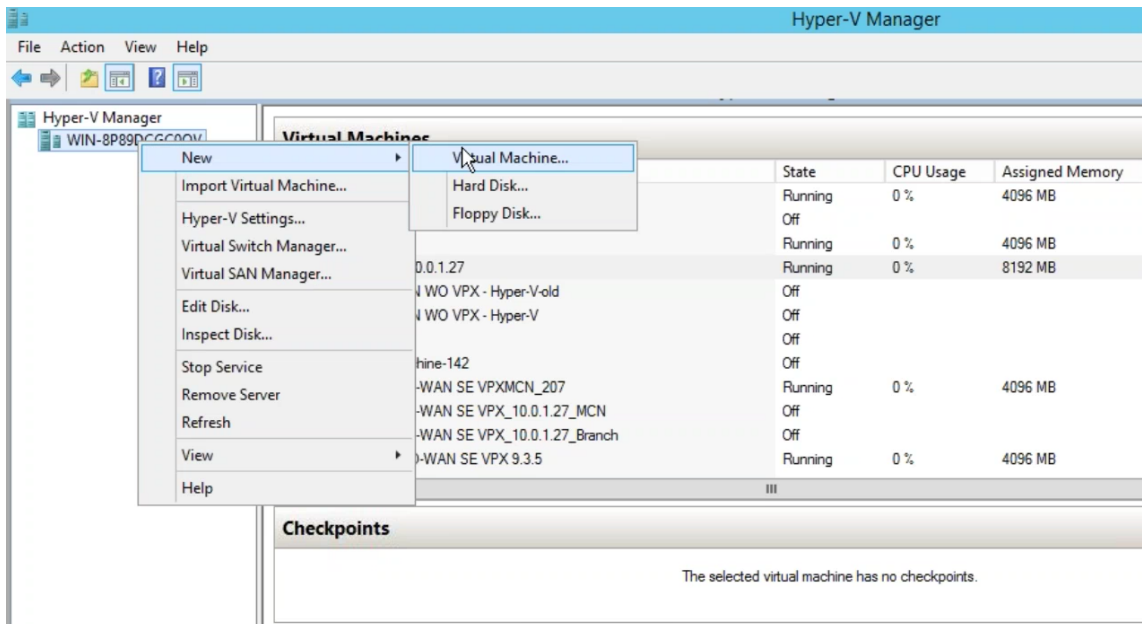 Hyper-V Manager
File Action View Help
Hyper-V Manager
WIN-8P89DCGC0QV
Virtual Machines
New
Virtual Machine...
Import Virtual Machine...
Hard Disk...
Hyper-V Settings...
Floppy Disk...
Virtual Switch Manager...
Virtual SAN Manager...
Edit Disk...
Inspect Disk...
Stop Service
Remove Server
Refresh
View
Help
State CPU Usage Assigned Memory
Running 0 % 4096 MB
Off
Running 0 % 4096 MB
0.0.1.27 Running 0 % 8192 MB
WO VPX - Hyper-V-old Off
WO VPX - Hyper-V Off
Off
hine-142 Off
-WAN SE VPXMCN_207 Running 0 % 4096 MB
-WAN SE VPX_10.0.1.27_MCN Off
-WAN SE VPX_10.0.1.27_Branch Off
-WAN SE VPX 9.3.5 Running 0 % 4096 MB
Checkpoints
The selected virtual machine has no checkpoints.